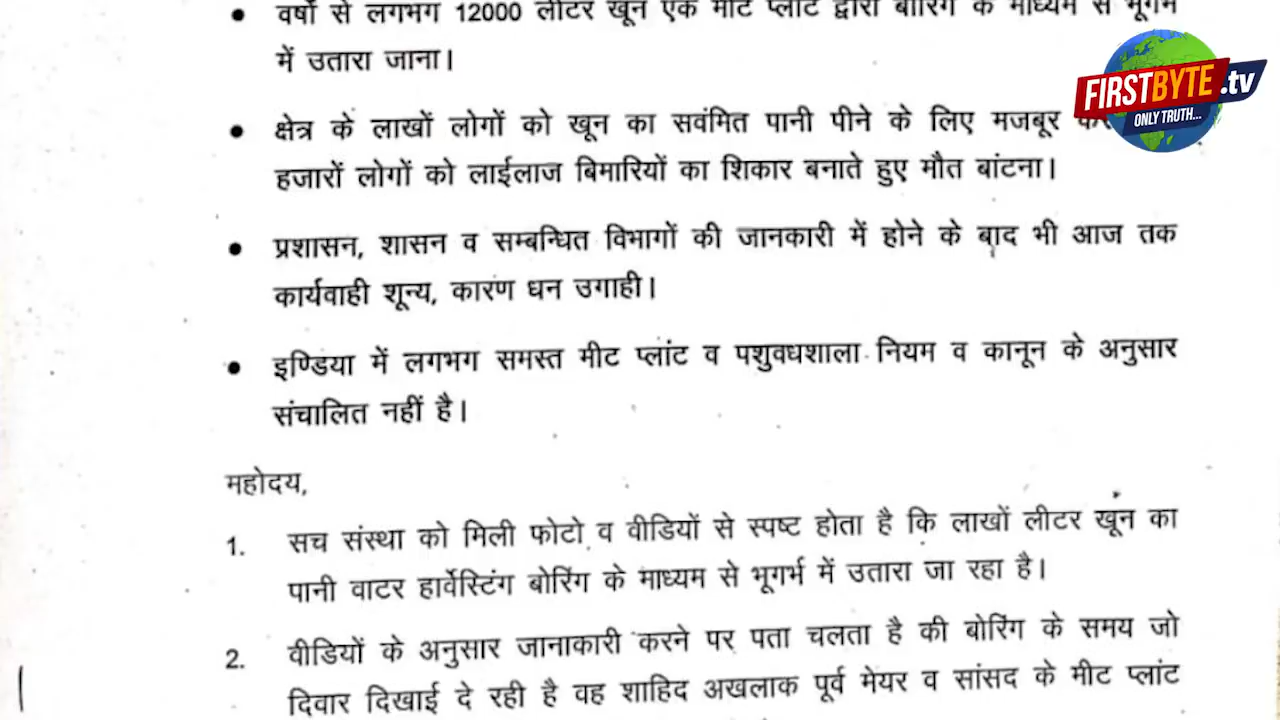 वर्षो से लगभग 12000 लीटर खून एक मीट प्लांट द्वारा बोरिंग के माध्यम से भूगर्भ
में उतारा जाना।
क्षेत्र के लाखों लोगों को खून का सवंमित पानी पीने के लिए मजबूर
हजारों लोगों को लाईलाज बिमारियों का शिकार बनाते हुए मौत बांटना।
प्रशासन, शासन व सम्बन्धित विभागों की जानकारी में होने के बाद भी आज तक
कार्यवाही शून्य, कारण धन उगाही।
इण्डिया में लगभग समस्त मीट प्लांट व पशुवधशाला नियम व कानून के अनुसार
संचालित नहीं है।
महोदय,
1. सच संस्था को मिली फोटो व वीडियों से स्पष्ट होता है कि लाखों लीटर खून का
पानी वाटर हार्वेस्टिंग बोरिंग के माध्यम से भूगर्भ में उतारा जा रहा है।
2. वीडियों के अनुसार जानाकारी करने पर पता चलता है की बोरिंग के समय जो
दिवार दिखाई दे रही है वह शाहिद अखलाक पूर्व मेयर व सांसद के मीट प्लांट
FIRSTBYTE.tv
ONLY TRUTH...